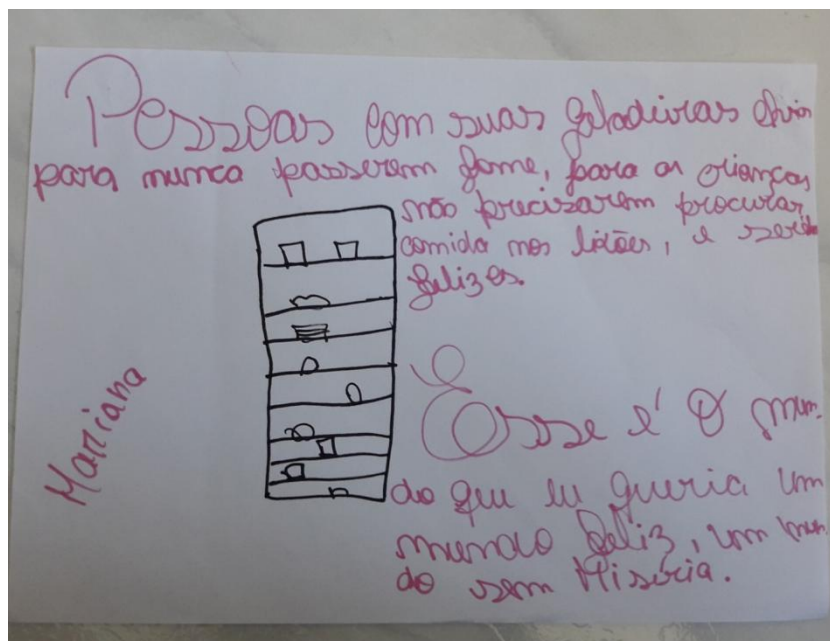 Pessoas com suas geladeiras cheias
para nunca passarem fome, para as crianças
não precisarem procurar
comida nos lixões, e serem
felizes.
Esse é O mun-
do que eu queria um
mundo feliz, um mun-
do sem Miséria.
Mariana